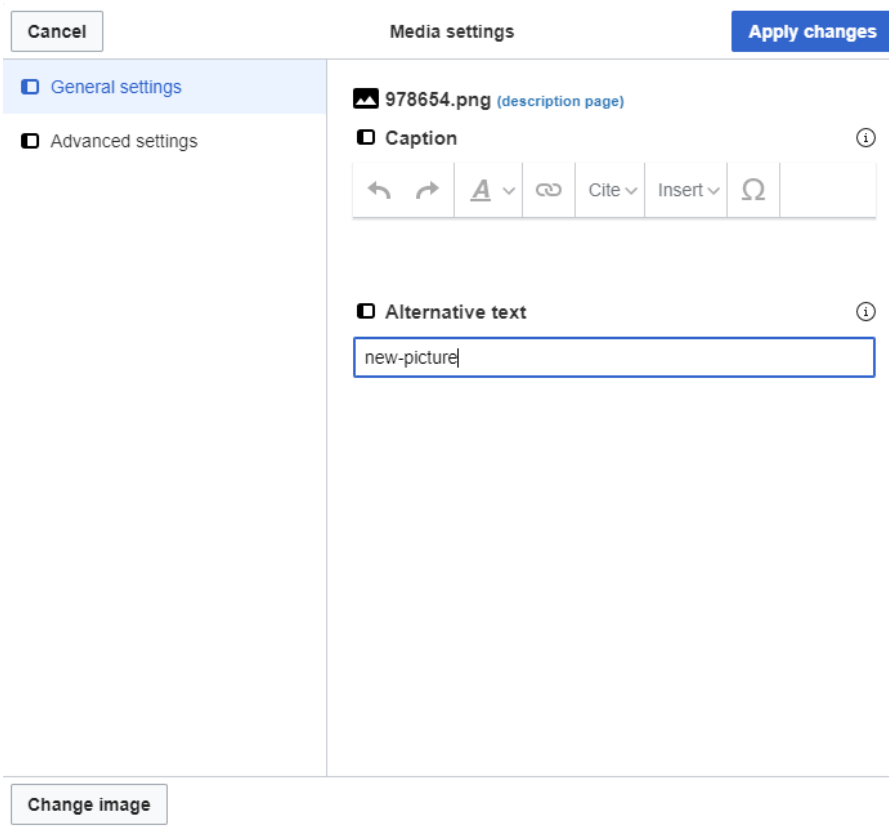 Cancel
Media settings
Apply changes
General settings
Advanced settings
978654.png (description page)
Caption
A
Cite
Insert
Ω
Alternative text
new-picture
Change image